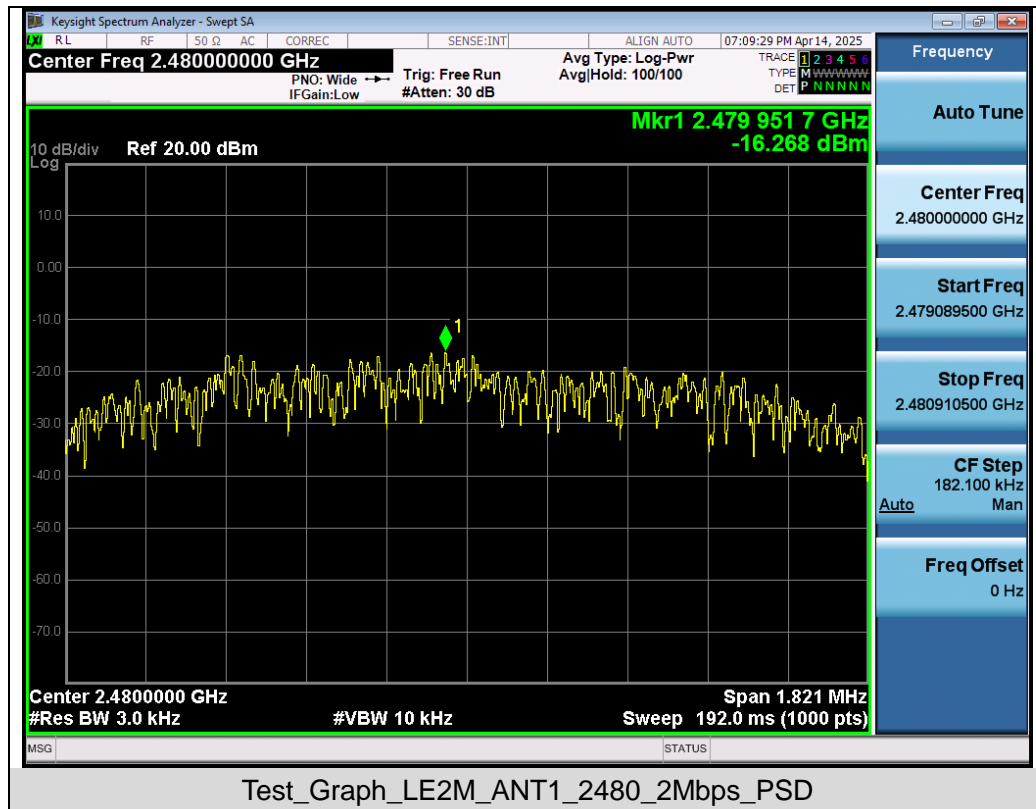 Keysight Spectrum Analyzer - Swept SA
LXI RL RF 50 Ω AC CORREC SENSE:INT ALIGN AUTO 07:09:29 PM Apr 14, 2025
Center Freq 2.480000000 GHz
PNO: Wide
IFGain:Low
Trig: Free Run
#Atten: 30 dB
Avg Type: Log-Pwr
Avg|Hold: 100/100
TRACE 1 2 3 4 5 6
TYPE M W W W W W
DET P N N N N N
Mkr1 2.479 951 7 GHz
-16.268 dBm
10 dB/div Ref 20.00 dBm
Log
10.0
0.00
-10.0
-20.0
-30.0
-40.0
-50.0
-60.0
-70.0
1
Center 2.4800000 GHz Span 1.821 MHz
#Res BW 3.0 kHz #VBW 10 kHz Sweep 192.0 ms (1000 pts)
MSG STATUS
Frequency
Auto Tune
Center Freq
2.480000000 GHz
Start Freq
2.479089500 GHz
Stop Freq
2.480910500 GHz
CF Step
182.100 kHz
Auto Man
Freq Offset
0 Hz
Test_Graph_LE2M_ANT1_2480_2Mbps_PSD